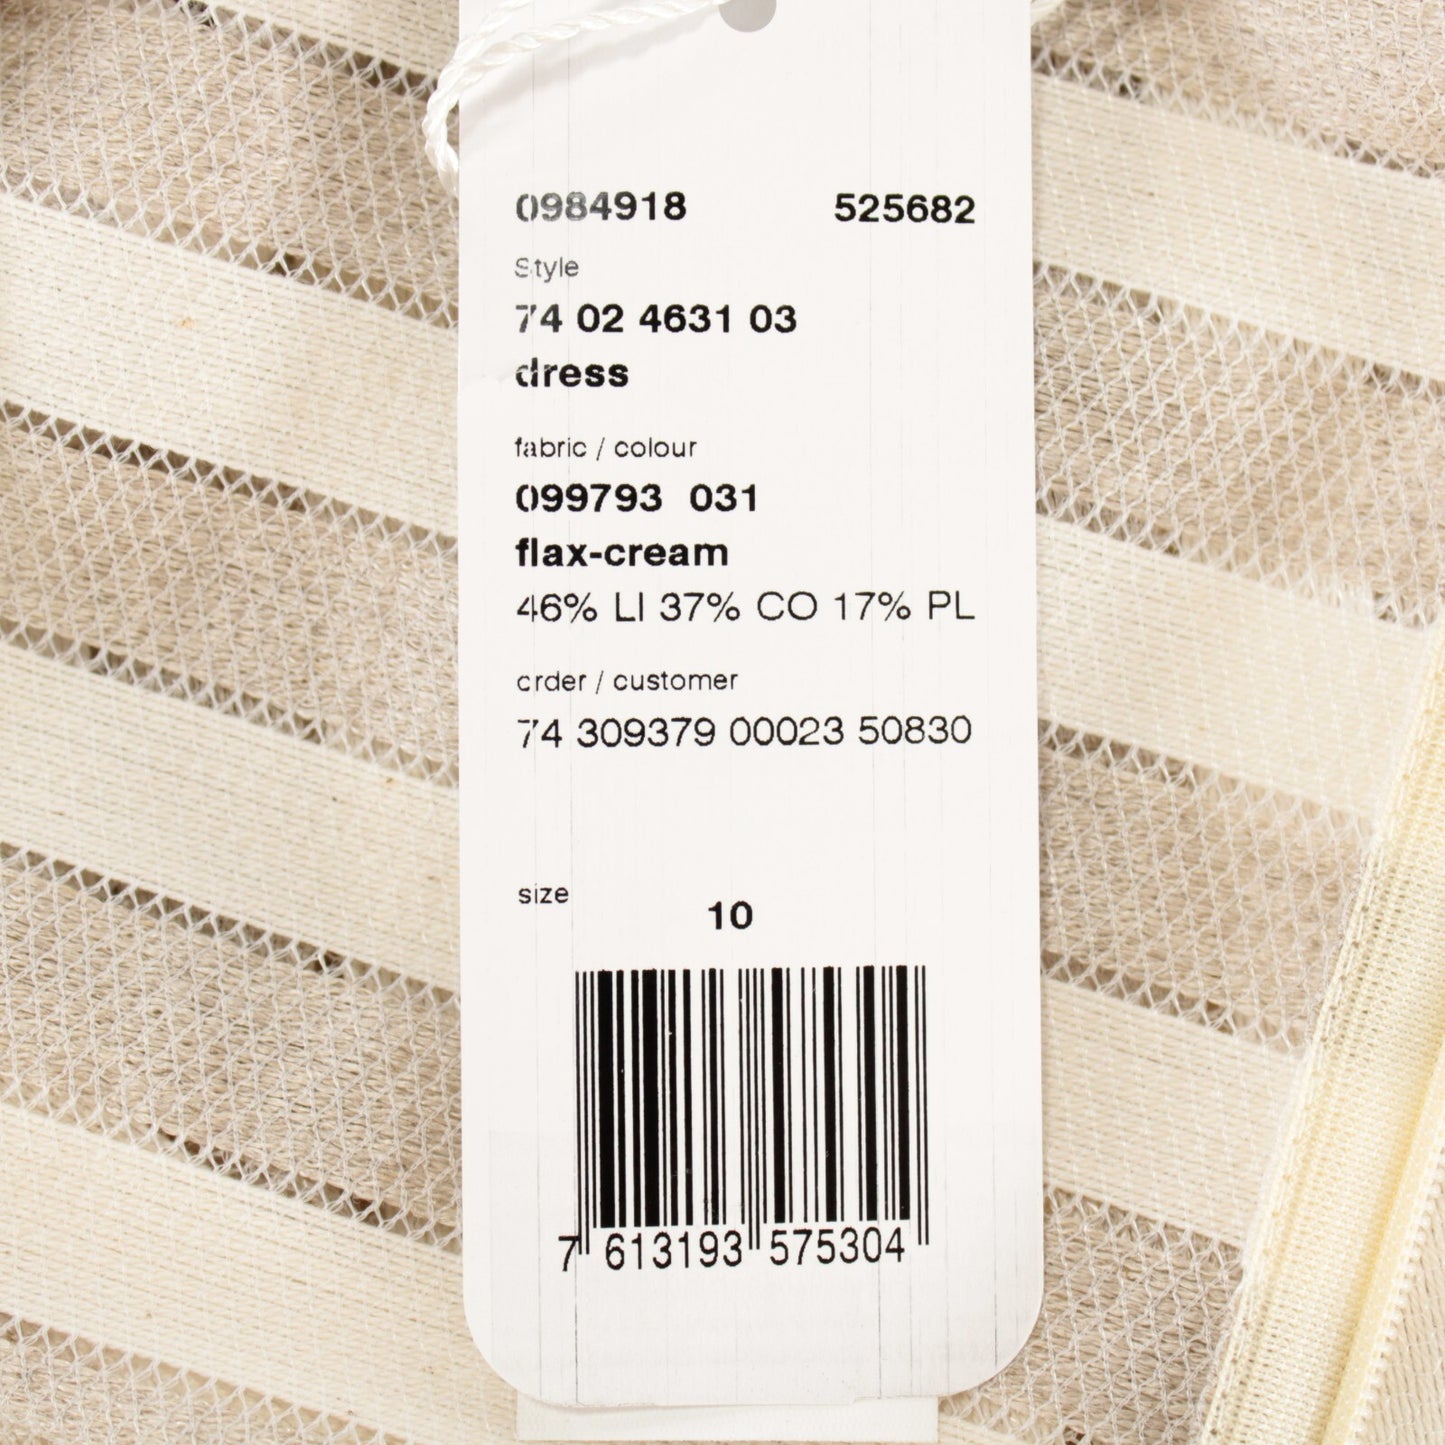 0984918 525682
Style
74 02 4631 03
dress
fabric / colour
099793 031
flax-cream
46% LI 37% CO 17% PL
order / customer
74 309379 00023 50830
size
10
7 613193 575304